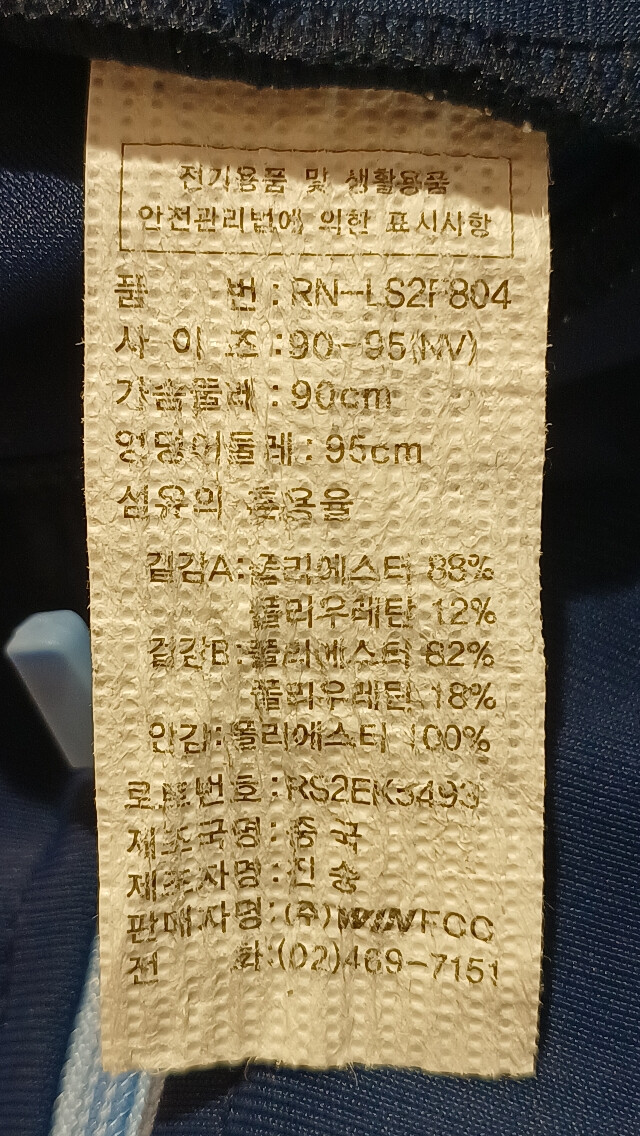 전기용품 및 생활용품
안전관리법에 의한 표시사항
품 번 : RN-LS2F804
사 이 즈 : 90-95(NV)
가슴둘레 : 90cm
엉덩이둘레 : 95cm
섬유의 혼용율
겉감A: 폴리에스터 88%
폴리우레탄 12%
겉감B: 폴리에스터 82%
폴리우레탄 18%
안감: 폴리에스터 100%
로트번호 : RS2EK3493
제조국명 : 중 국
제조자명 : 진 숭
판매자명 : (주)
전 화 : (02)469-7151